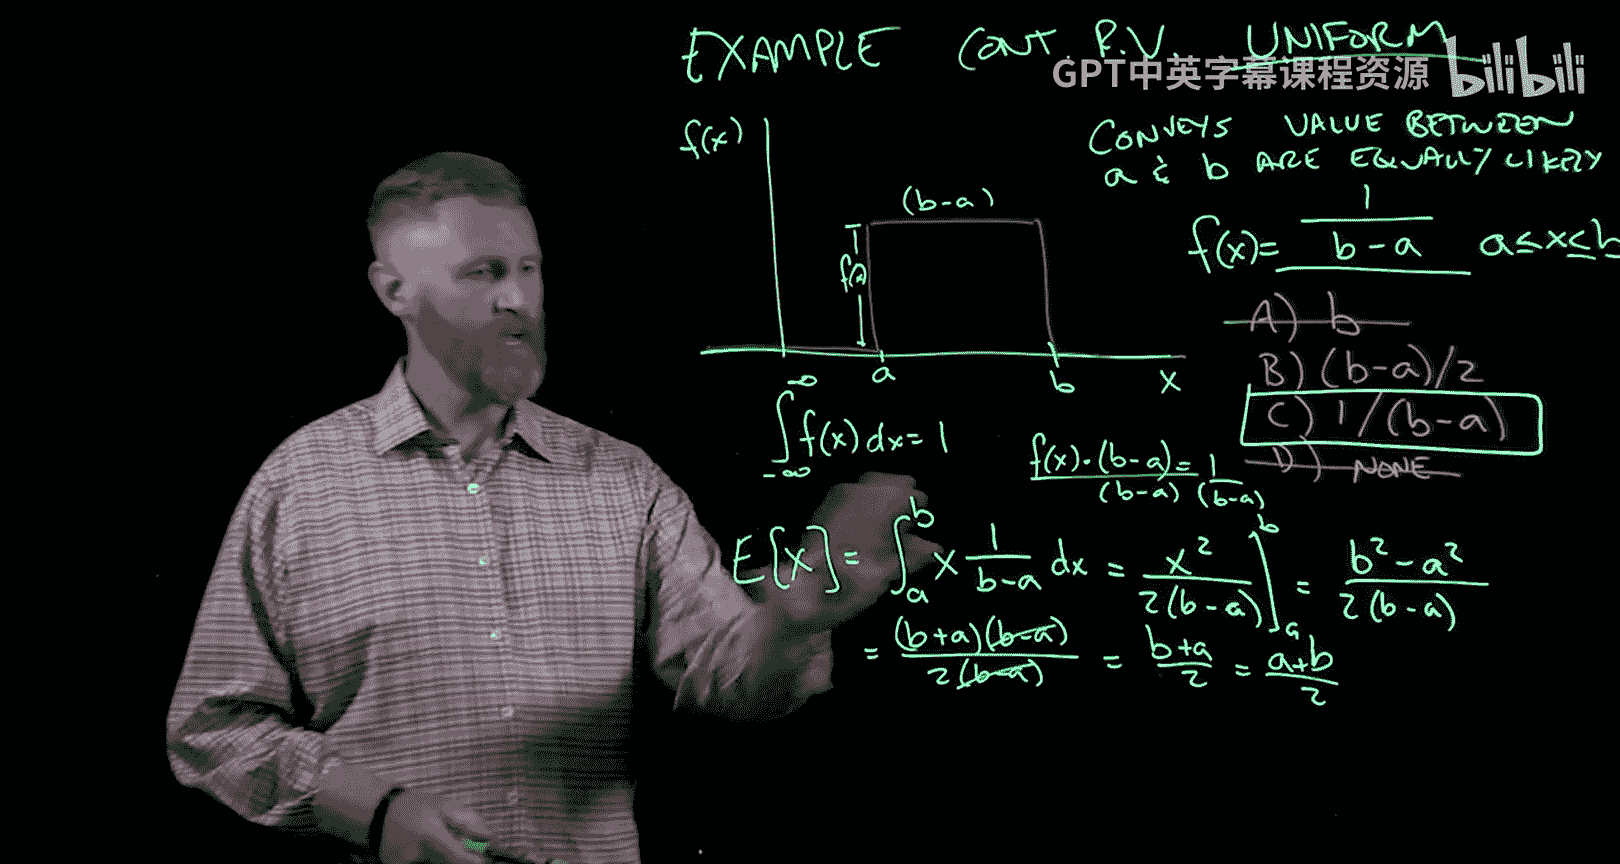 EXAMPLE CONT. R.V. UNIFORM
GPT中英字幕课程资源 bilibili
f(x)
CONVEYS VALUE BETWEEN
a & b ARE EQUALLY LIKELY
(b-a)
f(x)
f(x)= 1/(b-a) a≤x≤b
A) b
B) (b-a)/2
C) 1/(b-a)
D) NONE
a b x
∫_{-∞}^{-∞} f(x)dx=1
f(x)·(b-a)/(b-a) = 1/(b-a)
E[X] = ∫_a^b x 1/(b-a) dx = x²/(2(b-a)) ]_a^b = (b²-a²)/(2(b-a))
= (b+a)(b-a)/(2(b-a)) = (b+a)/2 = (a+b)/2